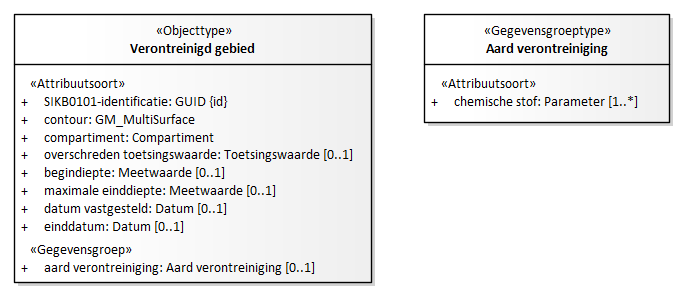 «Objecttype»
Verontreinigd gebied
«Attribuutsoort»
+ SIKB0101-identificatie: GUID {id}
+ contour: GM_MultiSurface
+ compartiment: Compartiment
+ overschreden toetsingswaarde: Toetsingswaarde [0..1]
+ begindiepte: Meetwaarde [0..1]
+ maximale einddiepte: Meetwaarde [0..1]
+ datum vastgesteld: Datum [0..1]
+ einddatum: Datum [0..1]
«Gegevensgroep»
+ aard verontreiniging: Aard verontreiniging [0..1]
«Gegevensgroeptype»
Aard verontreiniging
«Attribuutsoort»
+ chemische stof: Parameter [1..*]